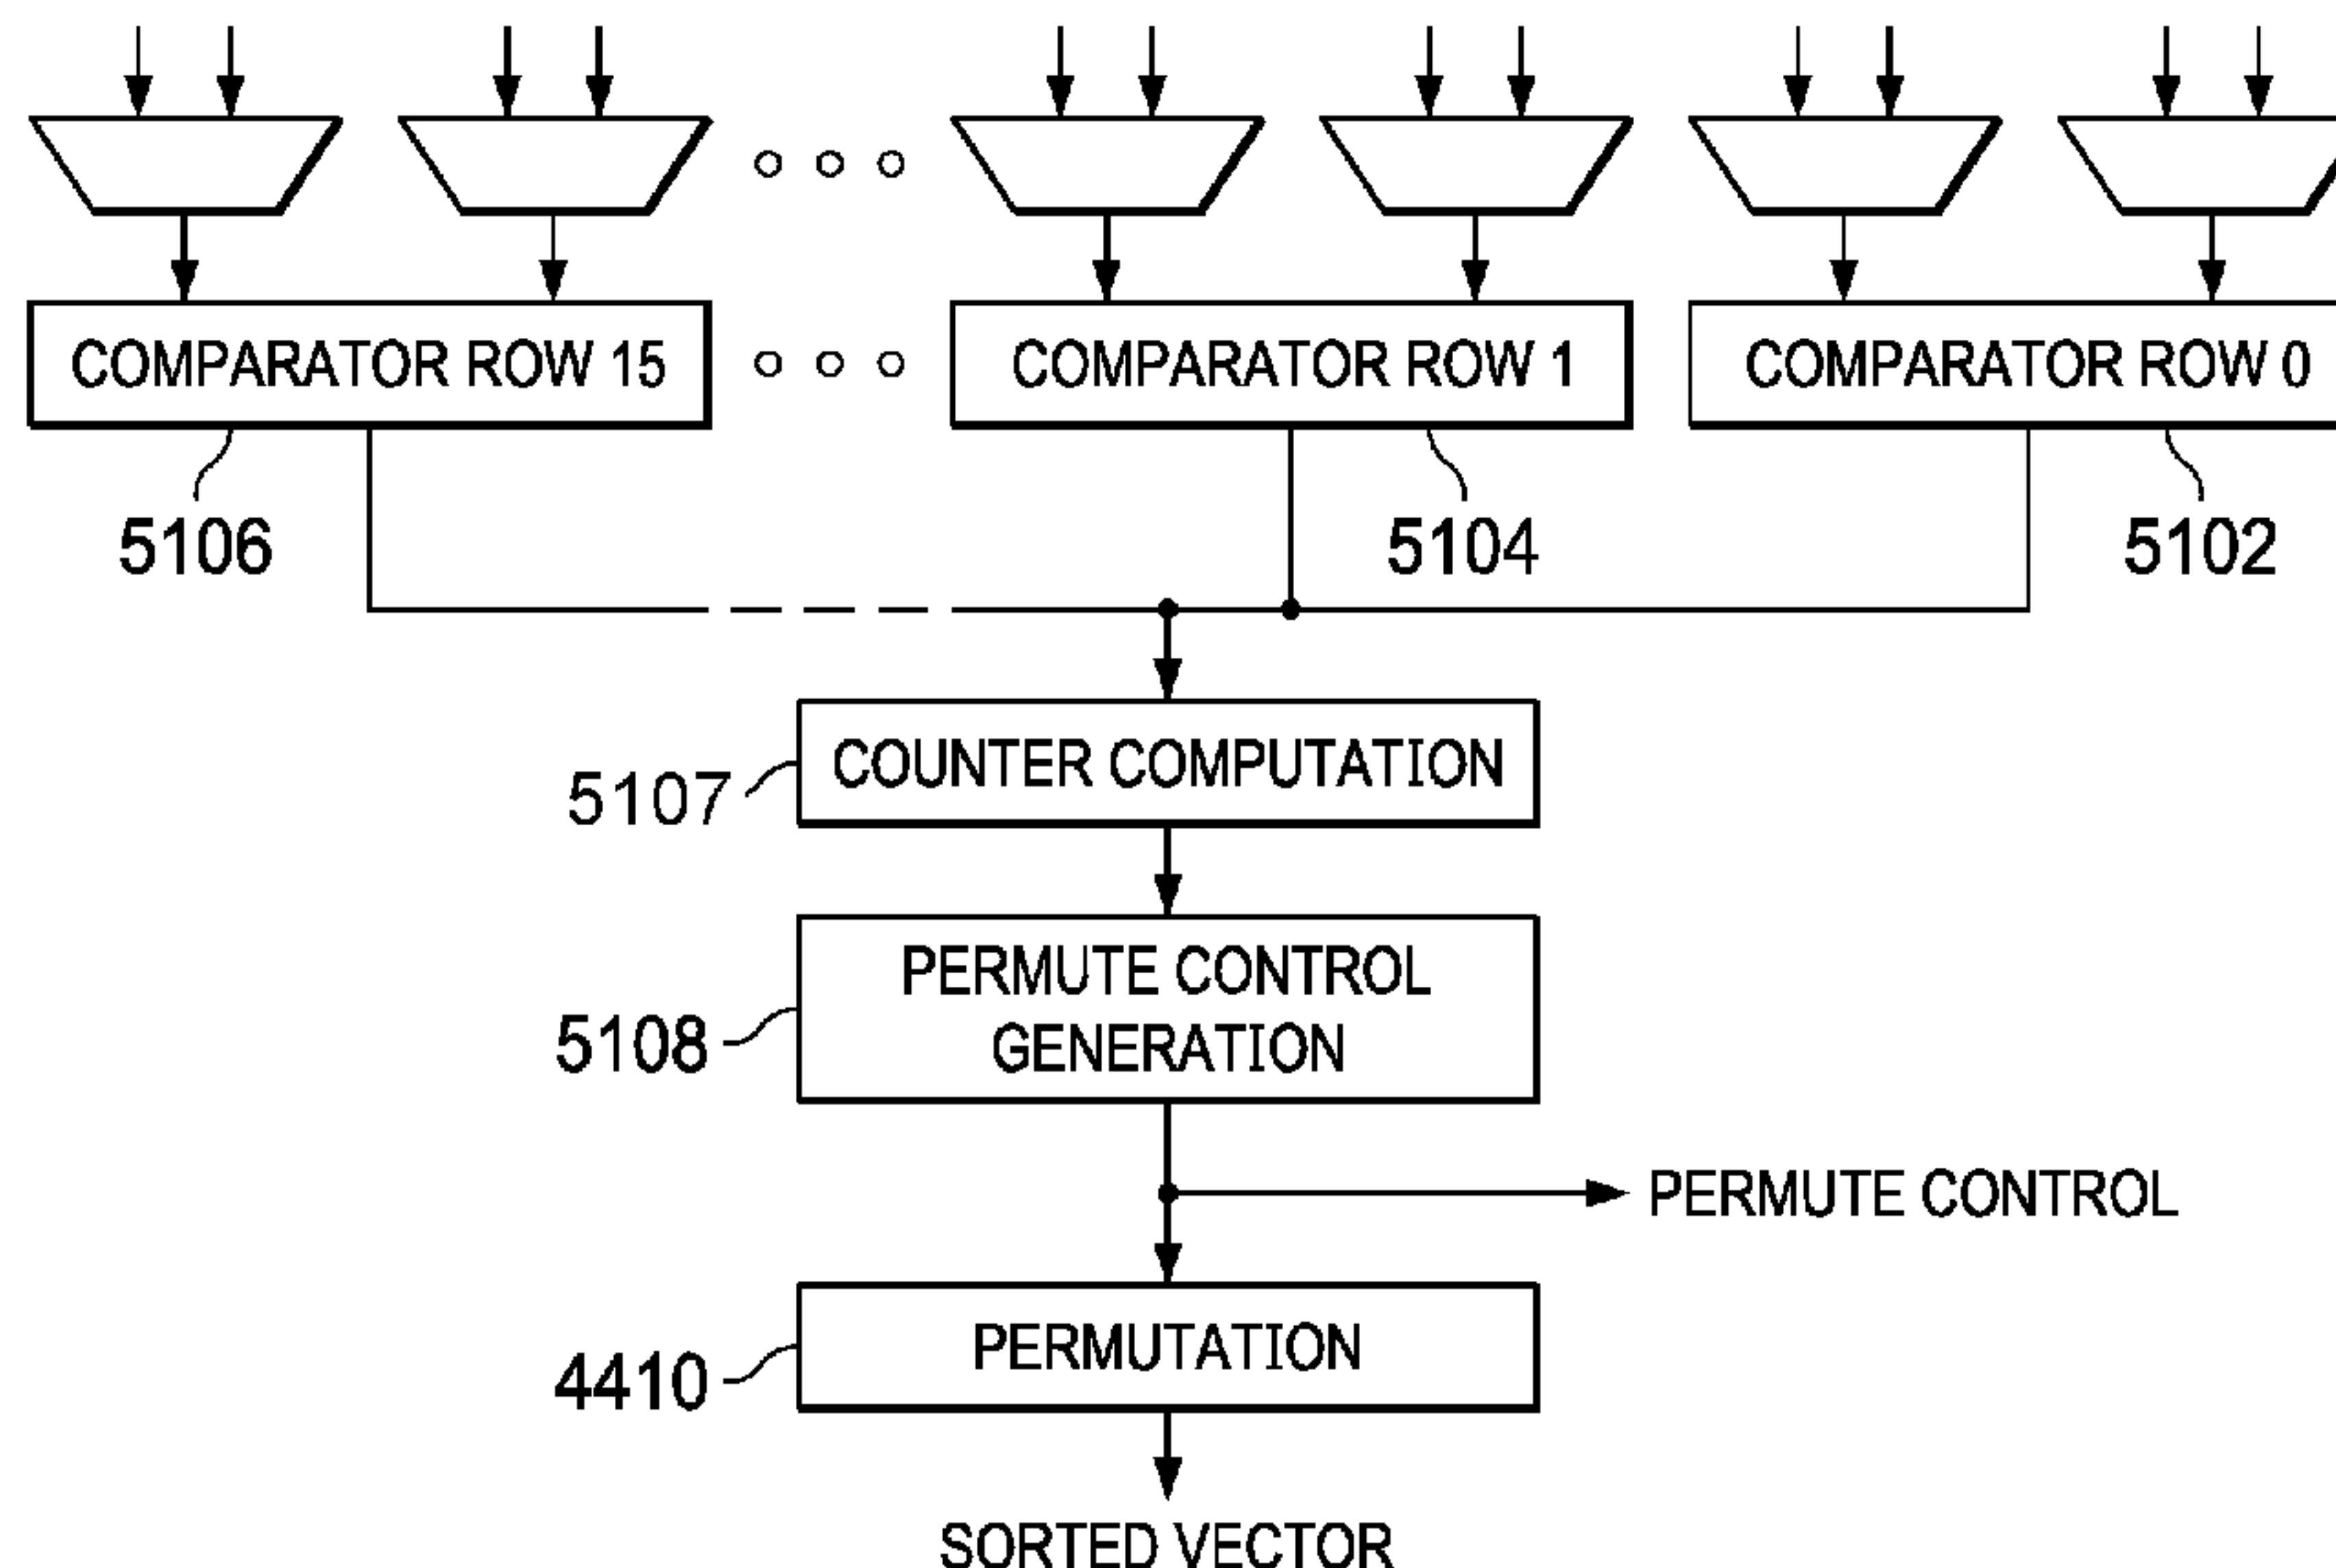 COMPARATOR ROW 15
COMPARATOR ROW 1
COMPARATOR ROW 0
5106
5104
5102
COUNTER COMPUTATION
5107
PERMUTE CONTROL
GENERATION
5108
PERMUTE CONTROL
PERMUTATION
4410
SORTED VECTOR